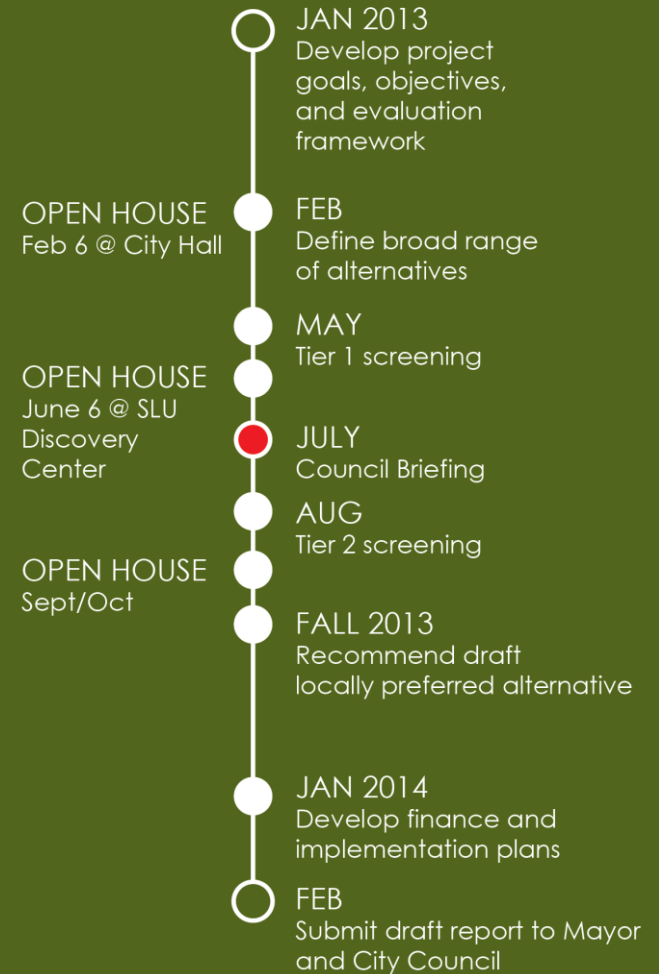 JAN 2013
Develop project
goals, objectives,
and evaluation
framework
OPEN HOUSE
Feb 6 @ City Hall
FEB
Define broad range
of alternatives
MAY
Tier 1 screening
OPEN HOUSE
June 6 @ SLU
Discovery
Center
JULY
Council Briefing
AUG
Tier 2 screening
OPEN HOUSE
Sept/Oct
FALL 2013
Recommend draft
locally preferred alternative
JAN 2014
Develop finance and
implementation plans
FEB
Submit draft report to Mayor
and City Council